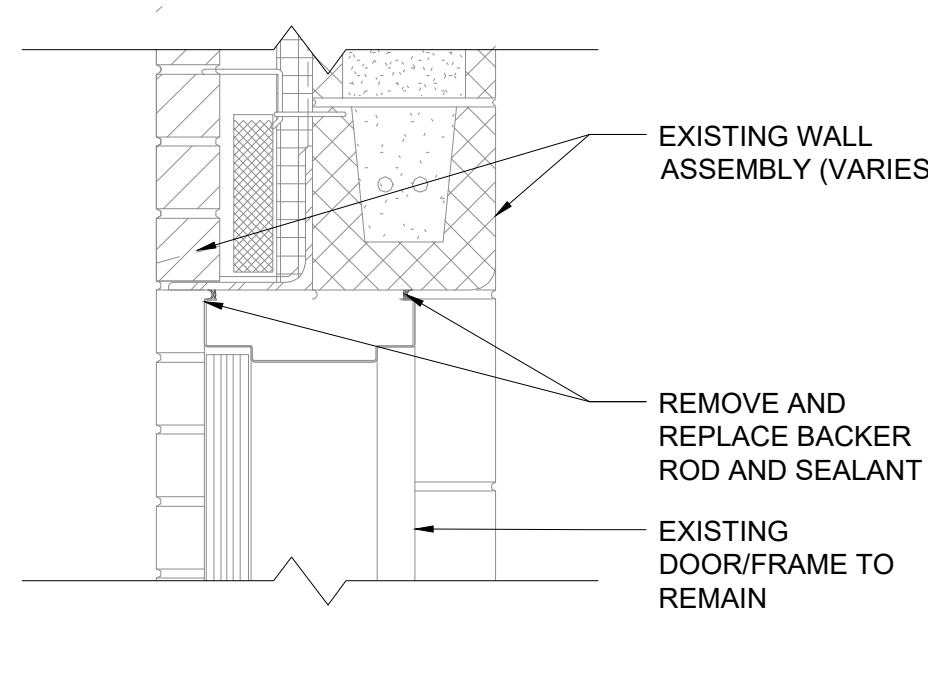 EXISTING WALL
ASSEMBLY (VARIES
REMOVE AND
REPLACE BACKER
ROD AND SEALANT
EXISTING
DOOR/FRAME TO
REMAIN